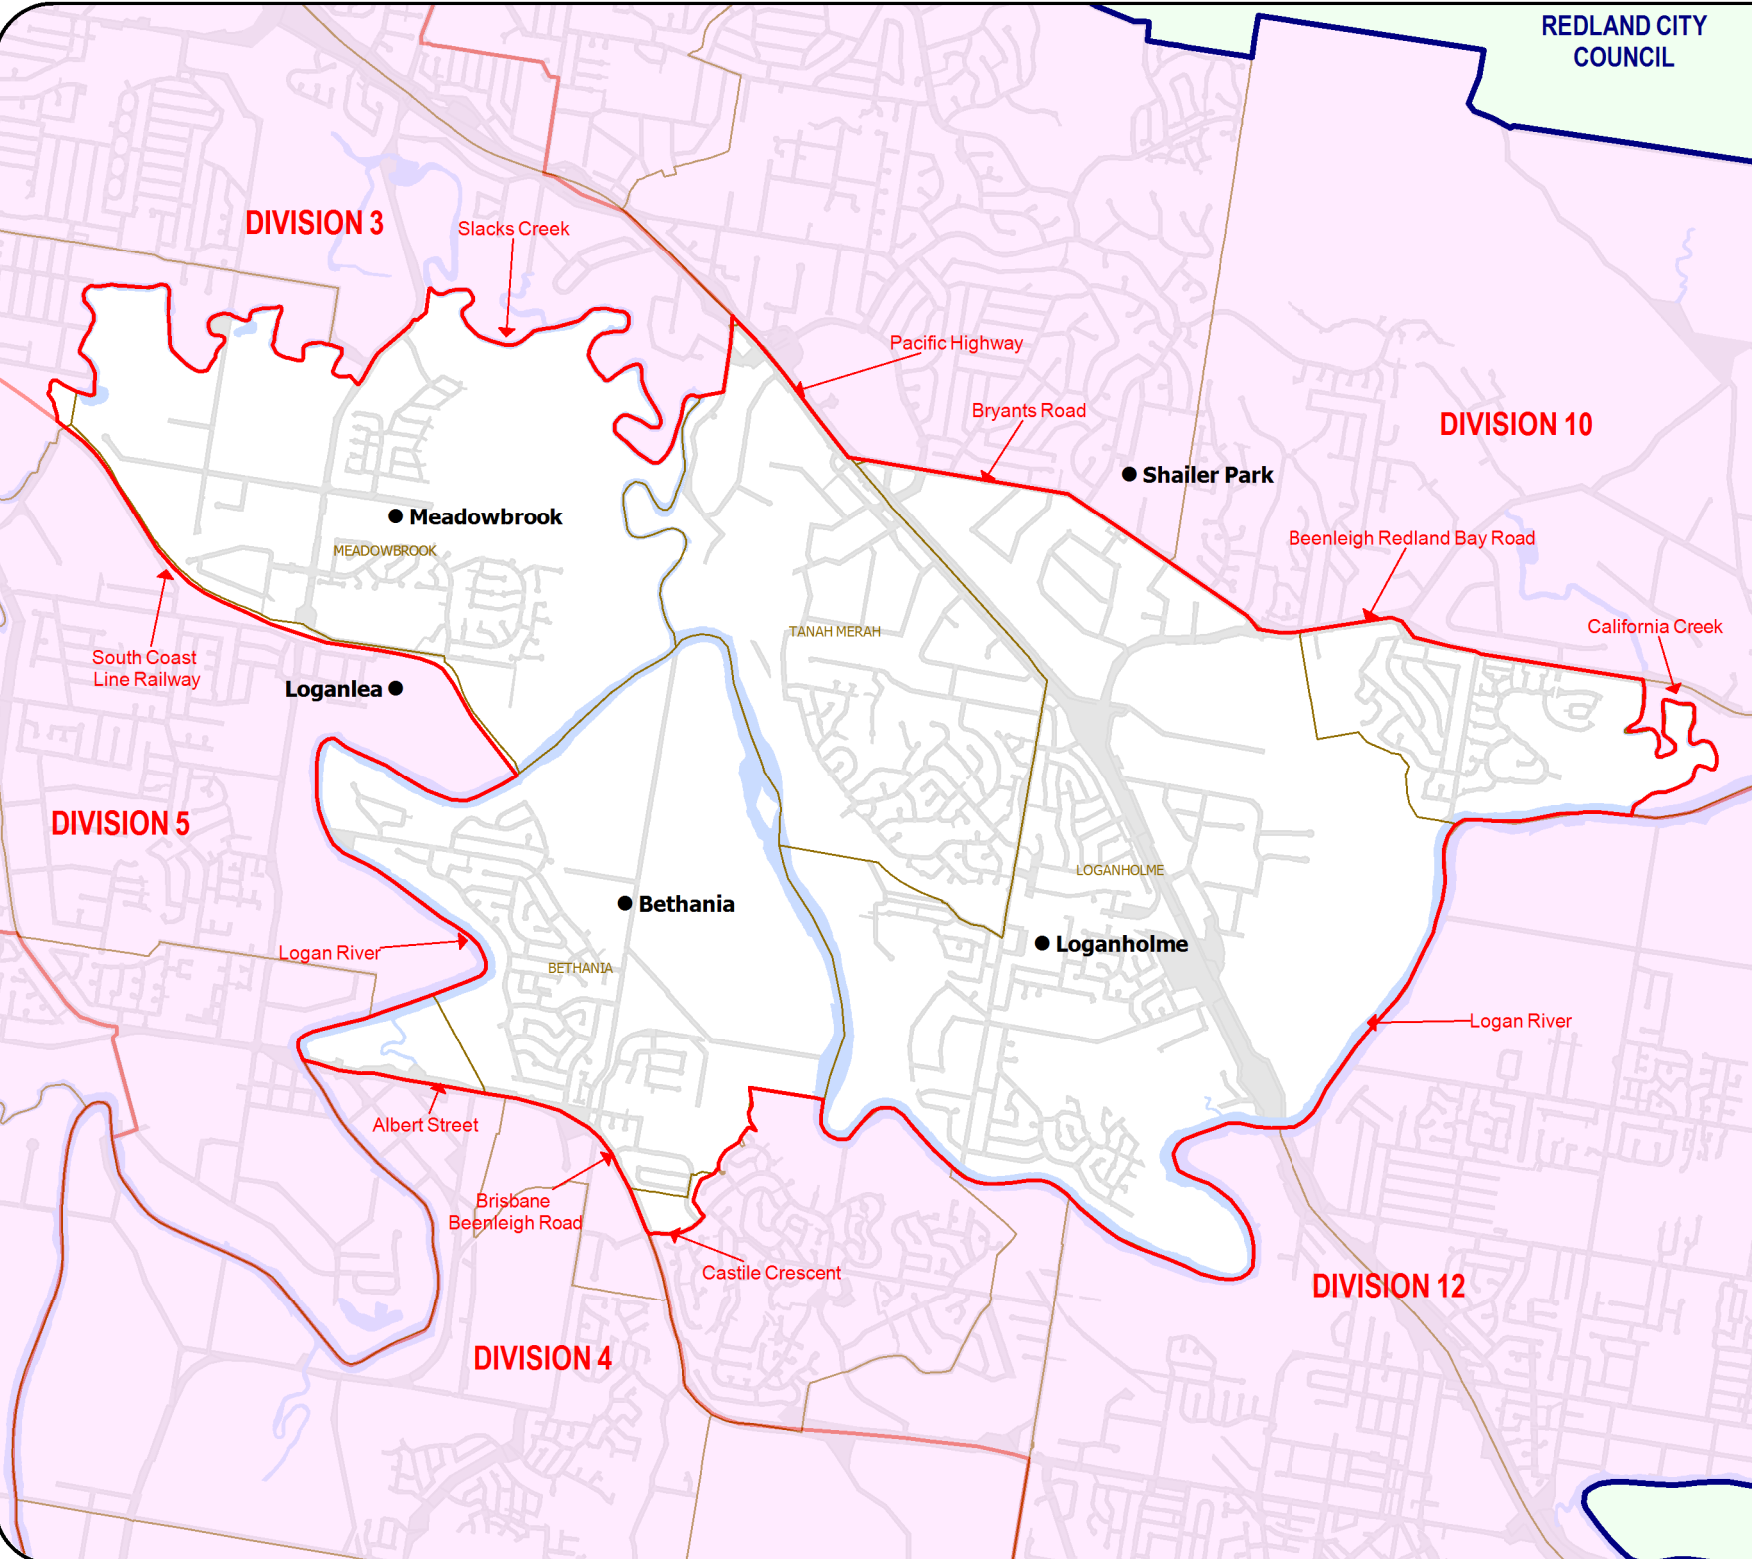 REDLAND CITY
COUNCIL
DIVISION 3
Slacks Creek
Pacific Highway
Bryants Road
DIVISION 10
Shailer Park
Meadowbrook
MEADOWBROOK
Beenleigh Redland Bay Road
California Creek
TANAH MERAH
South Coast
Line Railway
Loganlea
DIVISION 5
LOGANHOLME
Bethania
Loganholme
Logan River
BETHANIA
Logan River
Albert Street
Brisbane
Beenleigh Road
Castile Crescent
DIVISION 12
DIVISION 4